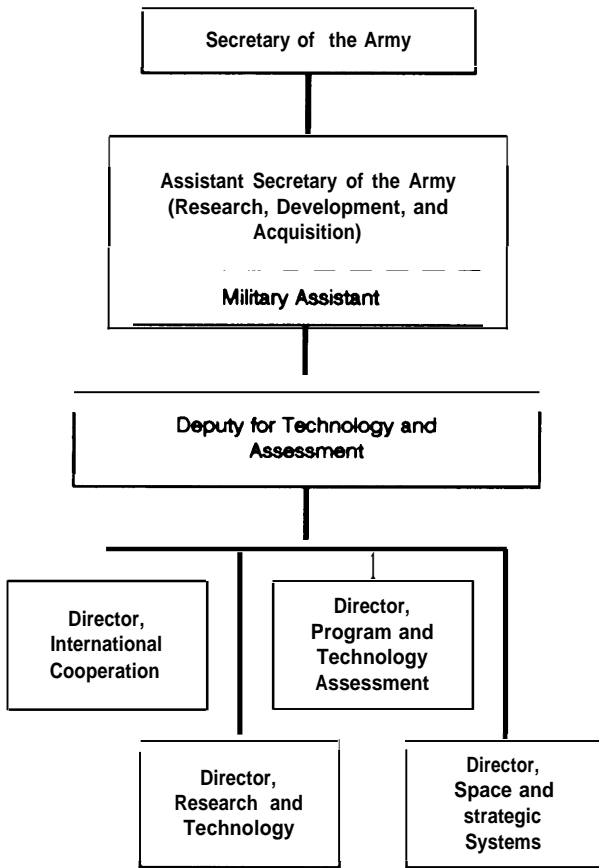 Secretary of the Army
Assistant Secretary of the Army
(Research, Development, and
Acquisition)
Military Assistant
Deputy for Technology and
Assessment
Director,
International
Cooperation
Director,
Program and
Technology
Assessment
Director,
Research and
Technology
Director,
Space and
strategic
Systems